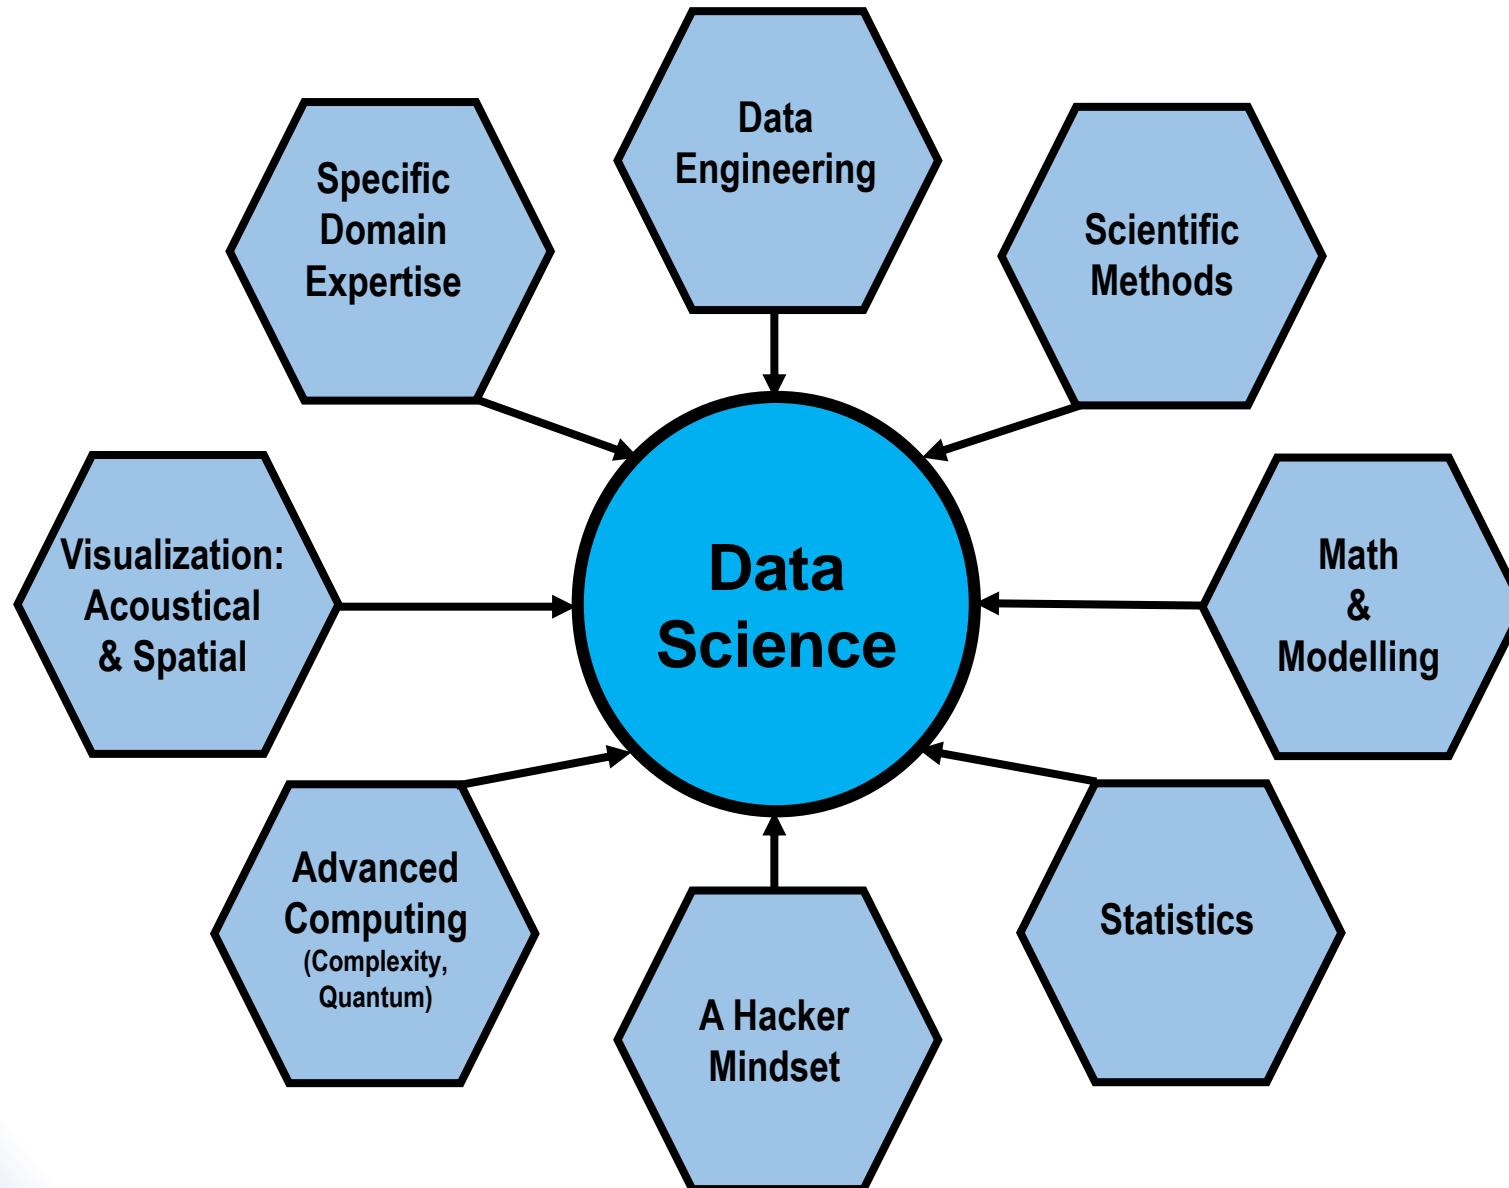 Data
Engineering
Specific
Domain
Expertise
Scientific
Methods
Visualization:
Acoustical
& Spatial
Data
Science
Math
&
Modelling
Advanced
Computing
(Complexity,
Quantum)
A Hacker
Mindset
Statistics